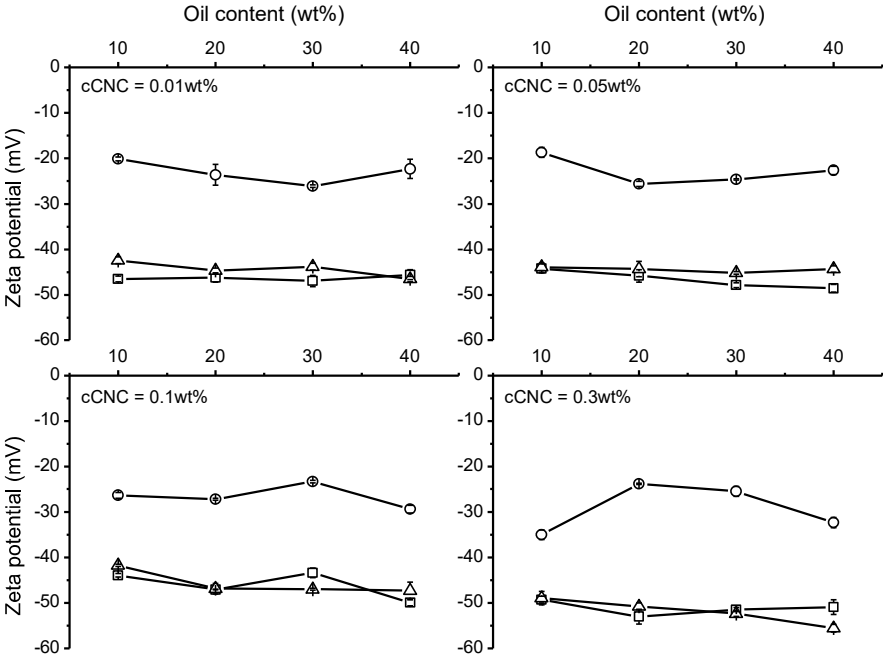 Oil content (wt%) Oil content (wt%)
10 20 30 40 10 20 30 40
0 0
cCNC = 0.01wt% cCNC = 0.05wt%
-10 -10
-20 -20
-30 -30
-40 -40
-50 -50
-60 -60
Zeta potential (mV)
10 20 30 40 10 20 30 40
0 0
cCNC = 0.1wt% cCNC = 0.3wt%
-10 -10
-20 -20
-30 -30
-40 -40
-50 -50
-60 -60
Zeta potential (mV)